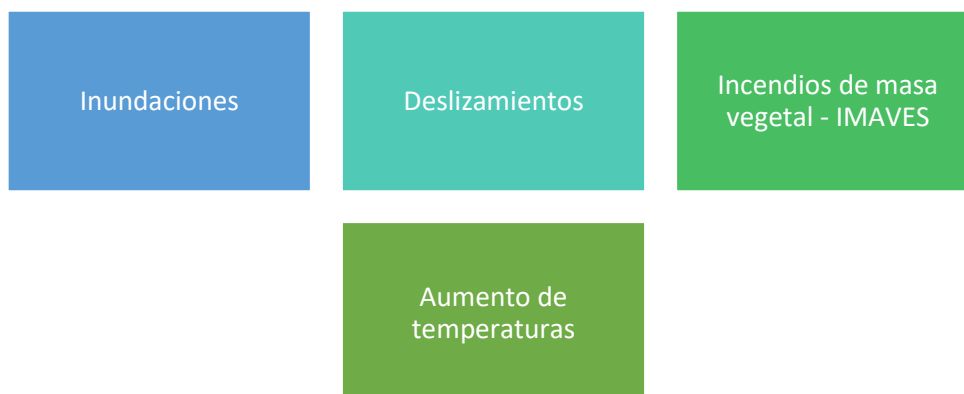 Inundaciones
Deslizamientos
Incendios de masa
vegetal - IMAVES
Aumento de
temperaturas